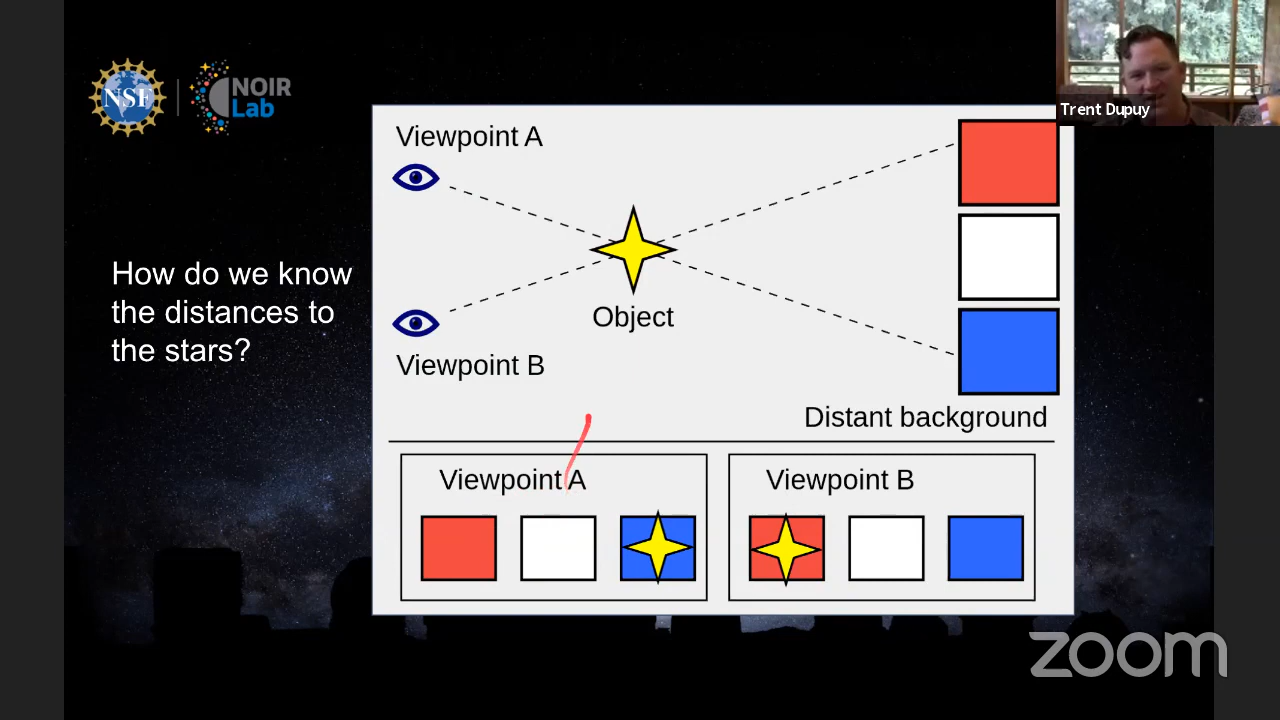 NSF
NOIR
Lab
Trent Dupuy
Viewpoint A
How do we know
the distances to
the stars?
Object
Viewpoint B
Distant background
Viewpoint A
Viewpoint B
zoom